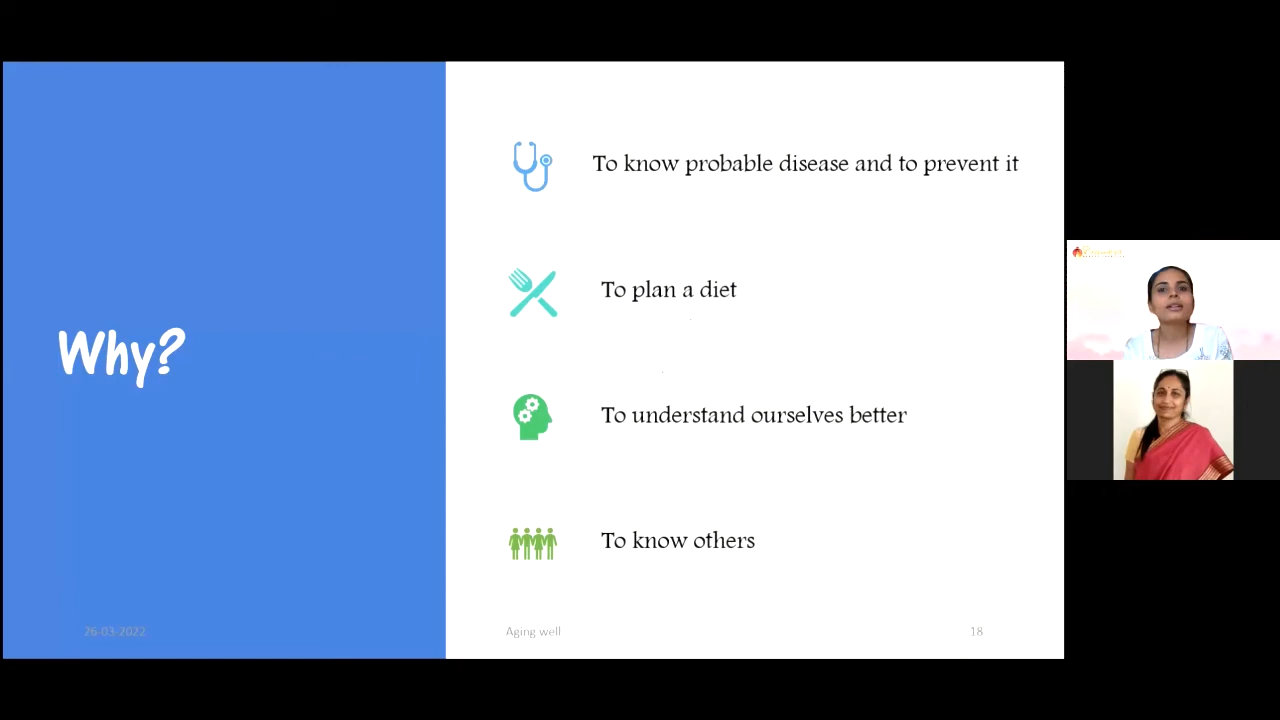 Why?
To know probable disease and to prevent it
To plan a diet
To understand ourselves better
To know others
26-03-2022
Aging well
18